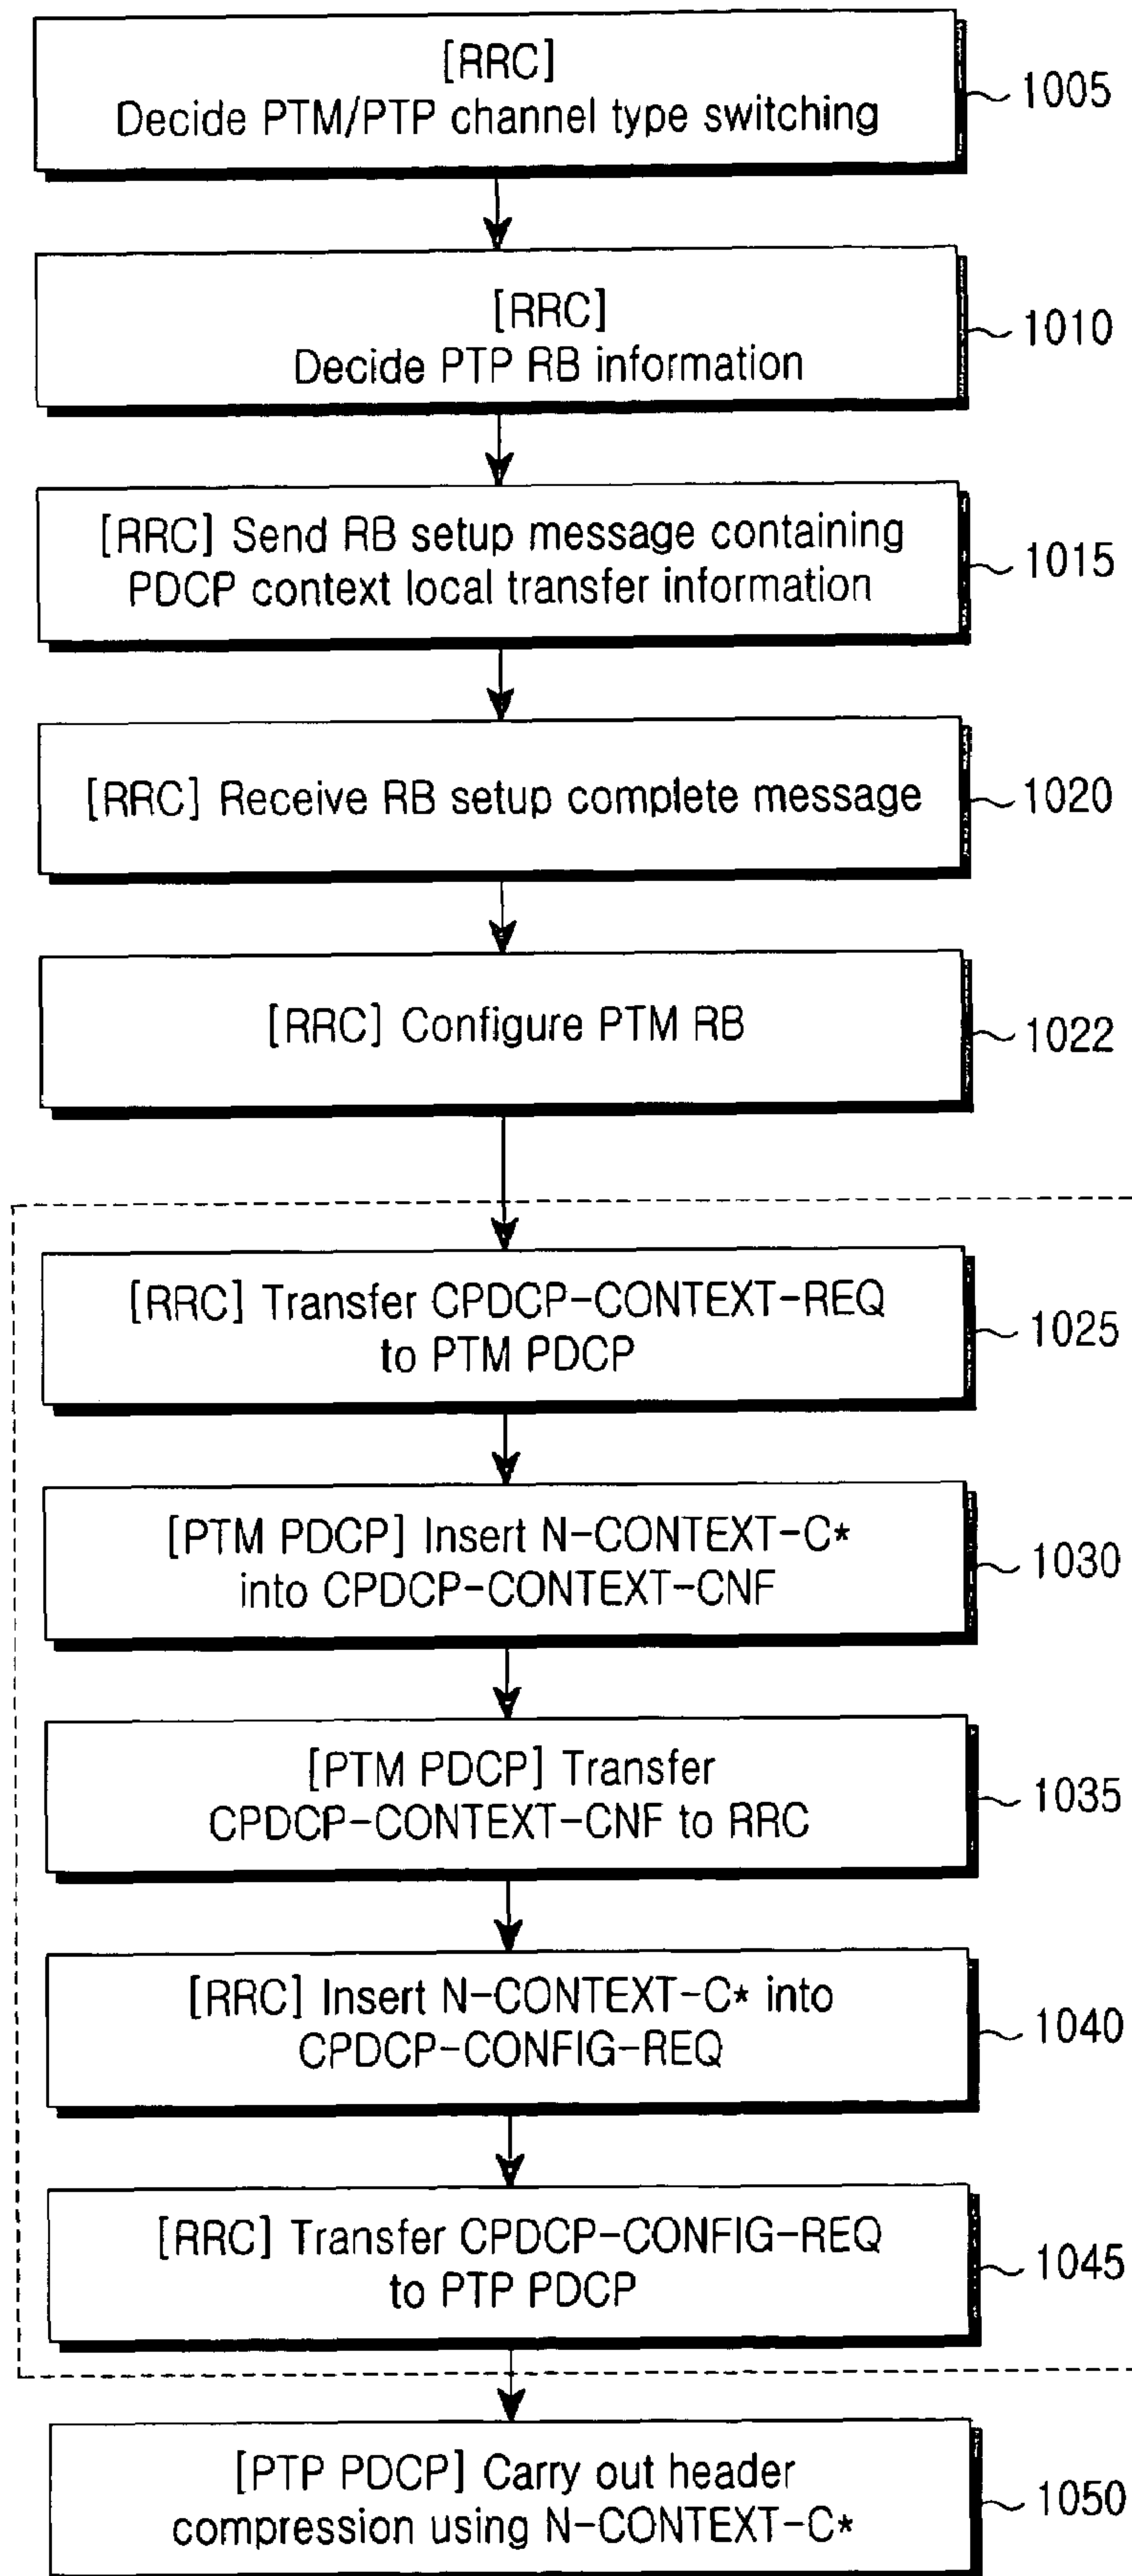 [RRC]
Decide PTM/PTP channel type switching
1005
[RRC]
Decide PTP RB information
1010
[RRC] Send RB setup message containing
PDCP context local transfer information
1015
[RRC] Receive RB setup complete message
1020
[RRC] Configure PTM RB
1022
[RRC] Transfer CPDCP-CONTEXT-REQ
to PTM PDCP
1025
[PTM PDCP] Insert N-CONTEXT-C*
into CPDCP-CONTEXT-CNF
1030
[PTM PDCP] Transfer
CPDCP-CONTEXT-CNF to RRC
1035
[RRC] Insert N-CONTEXT-C* into
CPDCP-CONFIG-REQ
1040
[RRC] Transfer CPDCP-CONFIG-REQ
to PTP PDCP
1045
[PTP PDCP] Carry out header
compression using N-CONTEXT-C*
1050